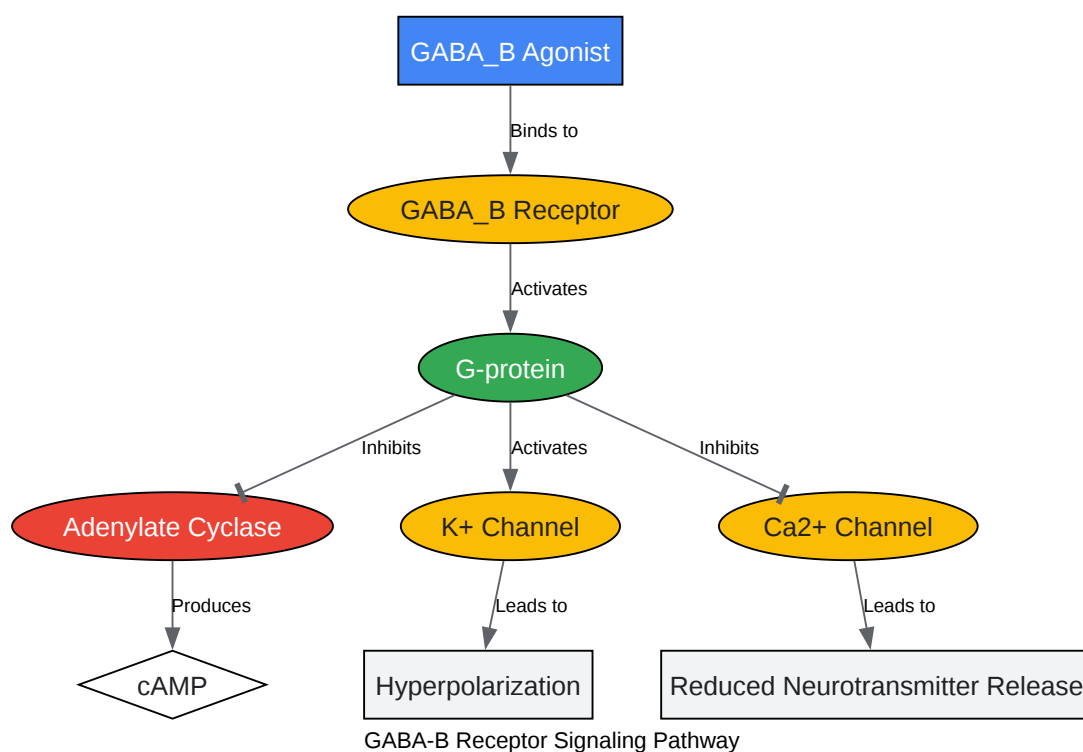 GABA_B Agonist
Binds to
GABA_B Receptor
Activates
G-protein
Inhibits
Activates
Inhibits
Adenylate Cyclase
K+ Channel
Ca2+ Channel
Produces
Leads to
Leads to
cAMP
Hyperpolarization
Reduced Neurotransmitter Release
GABA-B Receptor Signaling Pathway